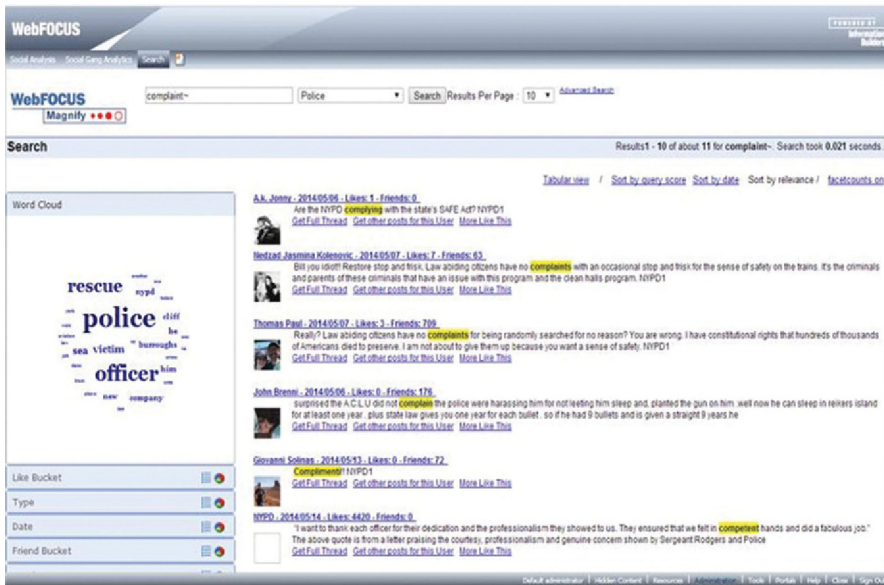 WebFOCUS
POWERED BY
Information
Builders
Social Analysis Social Gang Analytics Search
WebFOCUS
Magnify
complaint~ Police Search Results Per Page : 10 Advanced Search
Search
Results1 - 10 of about 11 for complaint~. Search took 0.021 seconds.
Tabular view / Sort by query score Sort by date Sort by relevance / facetcounts on
Word Cloud
rescue
nypd
police cliff
he
sea victim burroughs
officer him
new company
Like Bucket
Type
Date
Friend Bucket
A.k. Jonny - 2014/05/06 - Likes: 1 - Friends: 0
Are the NYPD complying with the state's SAFE Act? NYPD1
Get Full Thread Get other posts for this User More Like This
Nedzad Jasmina Kolenovic - 2014/05/07 - Likes: 7 - Friends: 63
Bill you idiot!! Restore stop and frisk. Law abiding citizens have no complaints with an occasional stop and frisk for the sense of safety on the trains. it's the criminals
and parents of these criminals that have an issue with this program and the clean halls program. NYPD1
Get Full Thread Get other posts for this User More Like This
Thomas Paul - 2014/05/07 - Likes: 3 - Friends: 709
Really? Law abiding citizens have no complaints for being randomly searched for no reason? You are wrong. I have constitutional rights that hundreds of thousands
of Americans died to preserve. I am not about to give them up because you want a sense of safety. NYPD1
Get Full Thread Get other posts for this User More Like This
John Brenni - 2014/05/06 - Likes: 0 - Friends: 176
surprised the A.C.L.U did not complain the police were harassing him for not leting him sleep and, planted the gun on him .well now he can sleep in reikers island
for at least one year . plus state law gives you one year for each bullet . so if he had 9 bullets and is given a straight 9 years.he
Get Full Thread Get other posts for this User More Like This
Giovanni Solinas - 2014/05/13 - Likes: 0 - Friends: 72
Complimenti!! NYPD1
Get Full Thread Get other posts for this User More Like This
NYPD - 2014/05/14 - Likes: 4420 - Friends: 0
"I want to thank each officer for their dedication and the professionalism they showed to us. They ensured that we felt in competent hands and did a fabulous job."
The above quote is from a letter praising the courtesy, professionalism and genuine concern shown by Sergeant Rodgers and Police
Get Full Thread Get other posts for this User More Like This
Default administrator | Hidden Content | Resources | Administration | Tools | Portals | Help | Close | Sign